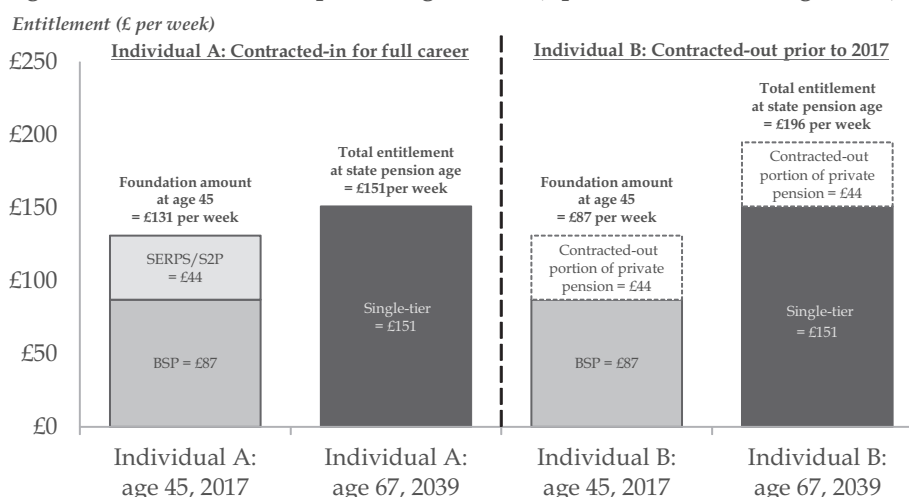 Entitlement (£ per week)
Individual A: Contracted-in for full career
Individual B: Contracted-out prior to 2017
£250
£200
£150
£100
£50
£0
Foundation amount
at age 45
= £131 per week
SERPS/S2P
= £44
BSP = £87
Total entitlement
at state pension age
= £151per week
Single-tier
= £151
Foundation amount
at age 45
= £87 per week
Contracted-out
portion of private
pension = £44
BSP = £87
Total entitlement
at state pension age
= £196 per week
Contracted-out
portion of private
pension = £44
Single-tier
= £151
Individual A:
age 45, 2017
Individual A:
age 67, 2039
Individual B:
age 45, 2017
Individual B:
age 67, 2039